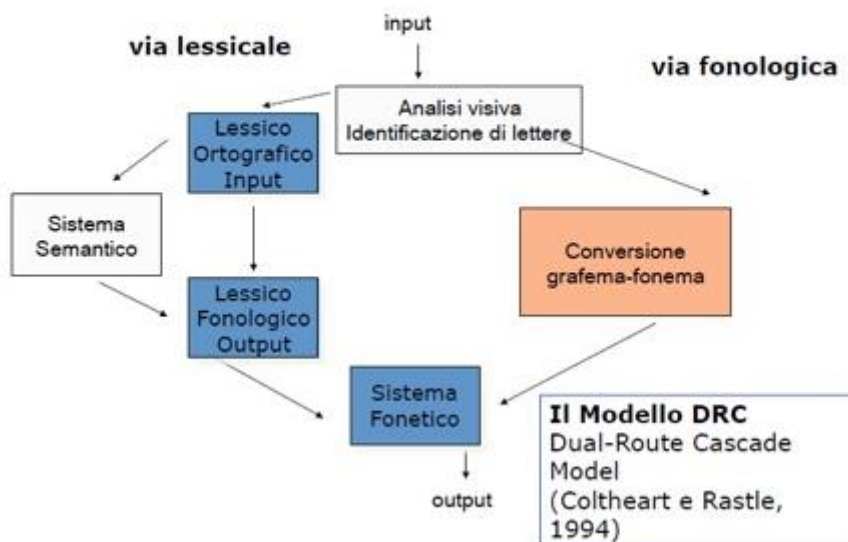 input
via lessicale
via fonologica
Analisi visiva
Identificazione di lettere
Lessico
Ortografico
Input
Sistema
Semantico
Conversione
grafema-fonema
Lessico
Fonologico
Output
Sistema
Fonetico
Il Modello DRC
Dual-Route Cascade
Model
(Coltheart e Rastle,
1994)
output